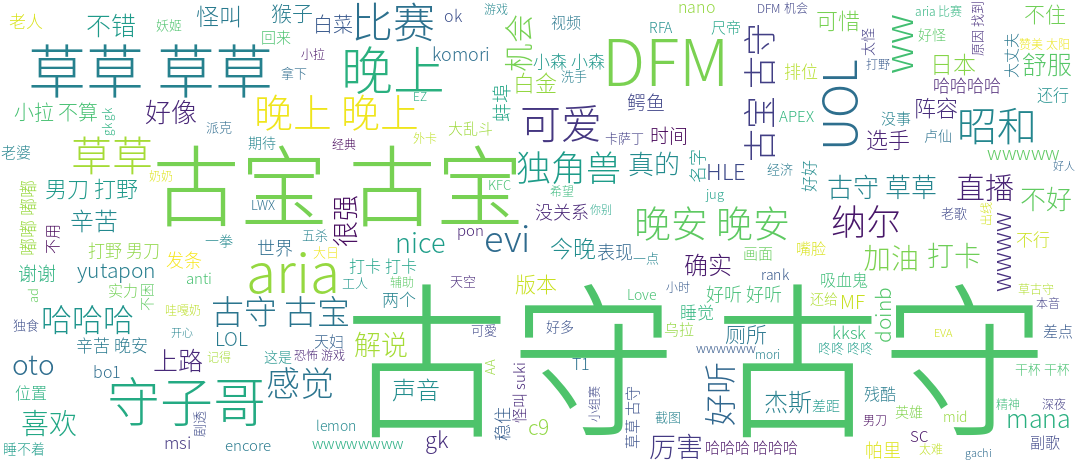 老人
不错
妖姬
怪叫
猴子
白菜
比赛
ok
游戏
视频
nano
DFM 机会
aria 比赛
原因 找到
不住
回来
草草 草草
小拉
拿下
晚上
komori
机会
小森 小森
RFA
尺帝
可惜
好怪
太怪
打野
赞美 太阳
太丈夫
舒服
白金
洗手
DFM
古宝 古守
排位
UOL
ww
日本
哈哈哈哈
还行
小拉 不算
gk gk
好像
晚上 晚上
EZ
蚌埠
可爱
鳄鱼
APEX
没事
阵容
昭和
派克
外卡
大乱斗
卡萨丁
时间
选手
卢仙
老婆
草草
期待
经典
古宝 古宝
独角兽
真的
名字
HLE
经济
好好
wwwww
好人
奶奶
KFC
希望
jug
古守 草草
直播
不好
嘟嘟 嘟嘟
男刀 打野
LWX
没关系
你别
晚安 晚安
纳尔
老歌
出线
辛苦
不用
一拳
世界
五杀
很强
pon
evi
nice
今晚
表现
一点
画面
嘴脸
加油
打卡
wwwww
不行
打野 男刀
发条
大日
谢谢
yutapon
anti
aria
打卡 打卡
工人
辅助
天空
确实
rank
吸血鬼
草古守
ad
实力
不困
哇嘎奶
两个
版本
小时
Love
好听 好听
还给
MF
本音
独食
哈哈哈
开心
古守 古宝
古守 古守
乌拉
睡觉
厕所
kksk
doinb
EVA
差点
辛苦 晚安
LOL
天妇
解说
可愛
好多
wwwwww
mori
咚咚 咚咚
oto
上路
记得
这是
恐怖 游戏
AA
T1
干杯 干杯
bo1
守子哥
感觉
声音
怪叫 suki
小组赛
草草 古守
好听
杰斯
差距
残酷
英雄
mid
精神
深夜
位置
喜欢
剧透
lemon
稳住
c9
截图
男刀
mana
睡不着
msi
encore
wwwwwwww
gk
厉害
哈哈哈 哈哈哈
帕里
sc
太难
gachi
副歌